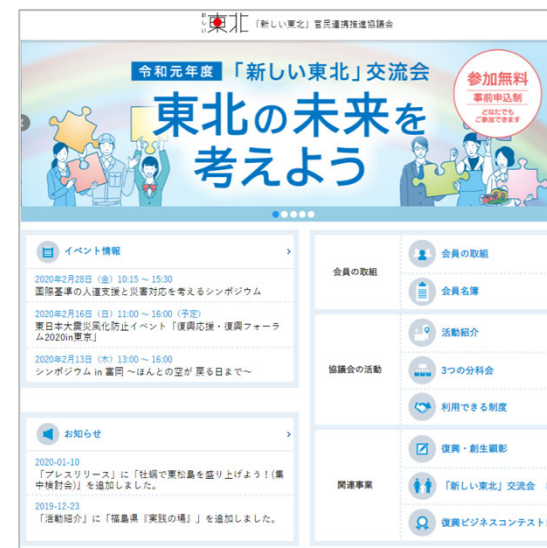 新しい東北 「新しい東北」官民連携推進協議会
令和元年度 「新しい東北」交流会
東北の未来を
考えよう
参加無料
事前申込制
どなたでも
ご参加できます
イベント情報
2020年2月28日（金）10:15 ～ 15:30
国際基準の人道支援と災害対応を考えるシンポジウム
2020年2月16日（日）11:00 ～ 16:00（予定）
東日本大震災風化防止イベント「復興応援・復興フォーラ
ム2020in東京」
2020年2月13日（木）13:00 ～ 16:00
シンポジウム in 富岡 ～ほんとの空が 戻る日まで～
お知らせ
2020-01-10
「プレスリリース」に「牡蠣で東松島を盛り上げよう！(集
中検討会)」を追加しました。
2019-12-23
「活動紹介」に「福島県『実践の場』」を追加しました。
会員の取組
会員の取組
会員名簿
協議会の活動
活動紹介
3つの分科会
利用できる制度
関連事業
復興・創生顕彰
「新しい東北」交流会
復興ビジネスコンテスト